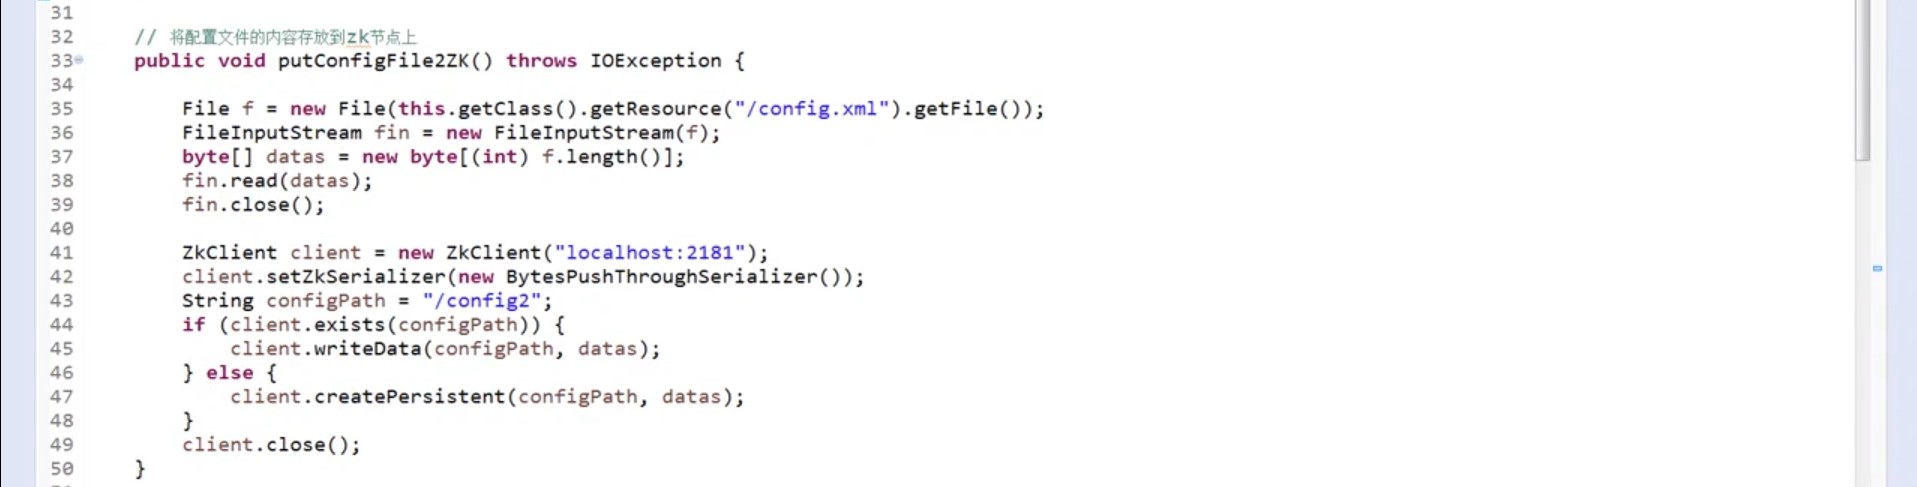 31
32 // 将配置文件的内容存放到zk节点上
33 public void putConfigFile2ZK() throws IOException {
34
35 File f = new File(this.getClass().getResource("/config.xml").getFile());
36 FileInputStream fin = new FileInputStream(f);
37 byte[] datas = new byte[(int) f.length()];
38 fin.read(datas);
39 fin.close();
40
41 ZkClient client = new ZkClient("localhost:2181");
42 client.setZkSerializer(new BytesPushThroughSerializer());
43 String configPath = "/config2";
44 if (client.exists(configPath)) {
45 client.writeData(configPath, datas);
46 } else {
47 client.createPersistent(configPath, datas);
48 }
49 client.close();
50 }